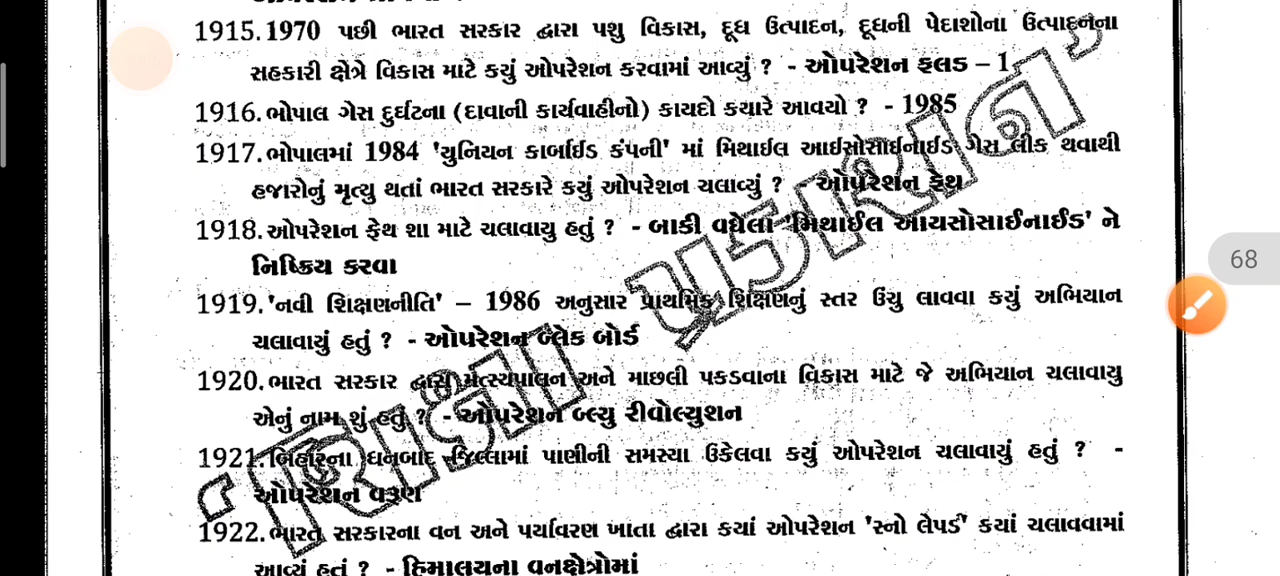 1915. 1970 પછી ભારત સરકાર દ્વારા પશુ વિકાસ, દૂધ ઉત્પાદન, દૂધની પેદાશોના ઉત્પાદનના
સહકારી ક્ષેત્રે વિકાસ માટે કયું ઓપરેશન કરવામાં આવ્યું ? - ઓપરેશન ફલડ – 1
1916. ભોપાલ ગેસ દુર્ઘટના (દાવાની કાર્યવાહીનો) કાયદો ક્યારે આવયો ? - 1985
1917. ભોપાલમાં 1984 'યુનિયન કાર્બાઈડ કંપની' માં મિથાઈલ આઈસોસાઈનાઈડ ગેસ લીક થવાથી
હજારોનું મૃત્યુ થતાં ભારત સરકારે કયું ઓપરેશન ચલાવ્યું ? - ઓપરેશન ફેથ
1918. ઓપરેશન ફેથ શા માટે ચલાવાયુ હતું ? - બાકી વધેલા 'મિથાઈલ આયસોસાઈનાઈડ' ને
નિષ્ક્રિય કરવા
1919. 'નવી શિક્ષણનીતિ' – 1986 અનુસાર પ્રાથમિક શિક્ષણનું સ્તર ઉંચુ લાવવા કયું અભિયાન
ચલાવાયું હતું ? - ઓપરેશન બ્લેક બોર્ડ
1920. ભારત સરકાર દ્વારા મત્સ્યપાલન અને માછલી પકડવાના વિકાસ માટે જે અભિયાન ચલાવાયુ
એનું નામ શું હતું ? - ઓપરેશન બ્લ્યુ રીવોલ્યુશન
1921. બિહારના ધનબાદ જિલ્લામાં પાણીની સમસ્યા ઉકેલવા કયું ઓપરેશન ચલાવાયું હતું ? -
ઓપરેશન વરૂણ
1922. ભારત સરકારના વન અને પર્યાવરણ ખાતા દ્વારા કયાં ઓપરેશન 'સ્નો લેપર્ડ' કયાં ચલાવવામાં
આવ્યું હતું ? - હિમાલયના વનક્ષેત્રોમાં
68